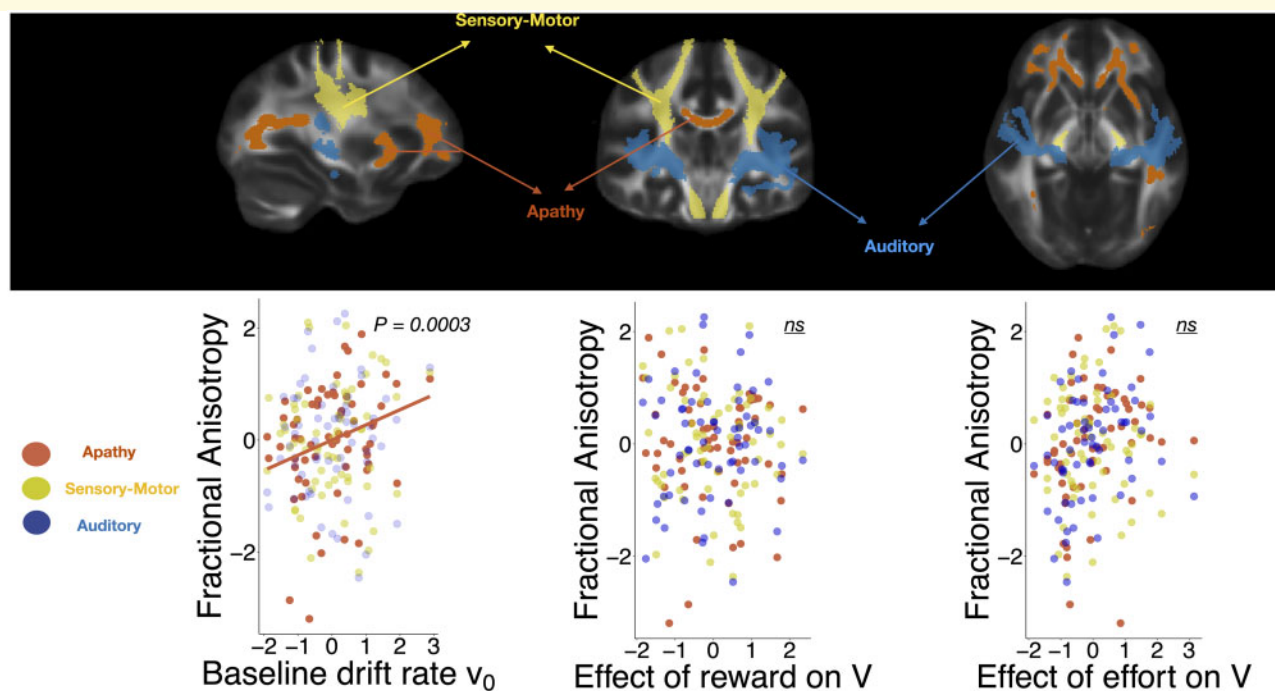 Sensory-Motor
Apathy
Auditory
P = 0.0003
ns
ns
Fractional Anisotropy
2
0
−2
−2 −1 0 1 2 3
Baseline drift rate v0
Fractional Anisotropy
2
0
−2
−2 −1 0 1 2
Effect of reward on V
Fractional Anisotropy
2
0
−2
−2 −1 0 1 2 3
Effect of effort on V
Apathy
Sensory-Motor
Auditory